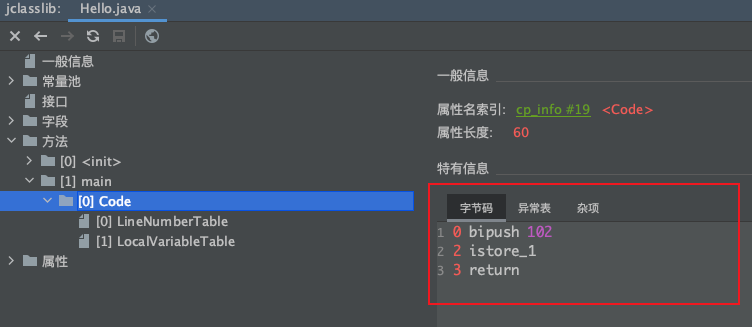 jclasslib: Hello.java
一般信息
常量池
接口
字段
方法
[0] <init>
[1] main
[0] Code
[0] LineNumberTable
[1] LocalVariableTable
属性
一般信息
属性名索引: cp_info #19 <Code>
属性长度: 60
特有信息
字节码 异常表 杂项
1 0 bipush 102
2 2 istore_1
3 3 return